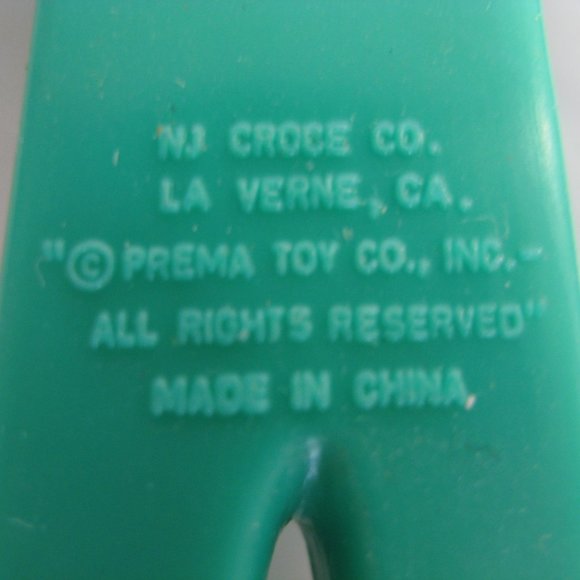 NJ CROCE CO.
LA VERNE, CA.
"© PREMA TOY CO., INC.-
ALL RIGHTS RESERVED"
MADE IN CHINA